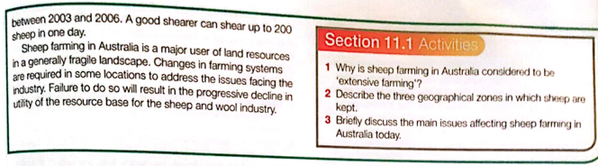 between 2003 and 2006. A good shearer can shear up to 200
sheep in one day.
Sheep farming in Australia is a major user of land resources
in a generally fragile landscape. Changes in farming systems
are required in some locations to address the issues facing the
industry. Failure to do so will result in the progressive decline in
utility of the resource base for the sheep and wool industry.
Section 11.1 Activities
1 Why is sheep farming in Australia considered to be
'extensive farming'?
2 Describe the three geographical zones in which sheep are
kept.
3 Briefly discuss the main issues affecting sheep farming in
Australia today.